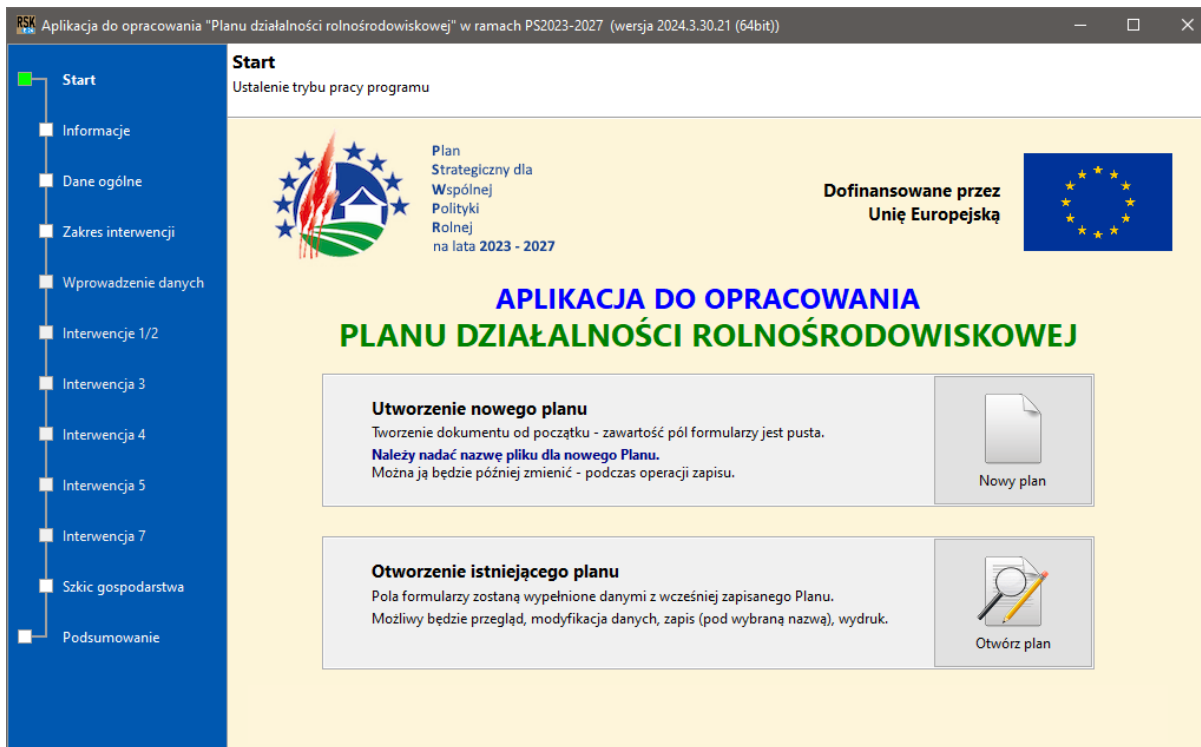 RSK
Aplikacja do opracowania "Planu działalności rolnośrodowiskowej" w ramach PS2023-2027 (wersja 2024.3.30.21 (64bit))
Start
Informacje
Dane ogólne
Zakres interwencji
Wprowadzenie danych
Interwencje 1/2
Interwencja 3
Interwencja 4
Interwencja 5
Interwencja 7
Szkic gospodarstwa
Podsumowanie
Start
Ustalenie trybu pracy programu
Plan
Strategiczny dla
Wspólnej
Polityki
Rolnej
na lata 2023 - 2027
Dofinansowane przez
Unię Europejską
APLIKACJA DO OPRACOWANIA
PLANU DZIAŁALNOŚCI ROLNOŚRODOWISKOWEJ
Utworzenie nowego planu
Tworzenie dokumentu od początku - zawartość pól formularzy jest pusta.
Należy nadać nazwę pliku dla nowego Planu.
Można ją będzie później zmienić - podczas operacji zapisu.
Nowy plan
Otworzenie istniejącego planu
Pola formularzy zostaną wypełnione danymi z wcześniej zapisanego Planu.
Możliwy będzie przegląd, modyfikacja danych, zapis (pod wybraną nazwą), wydruk.
Otwórz plan